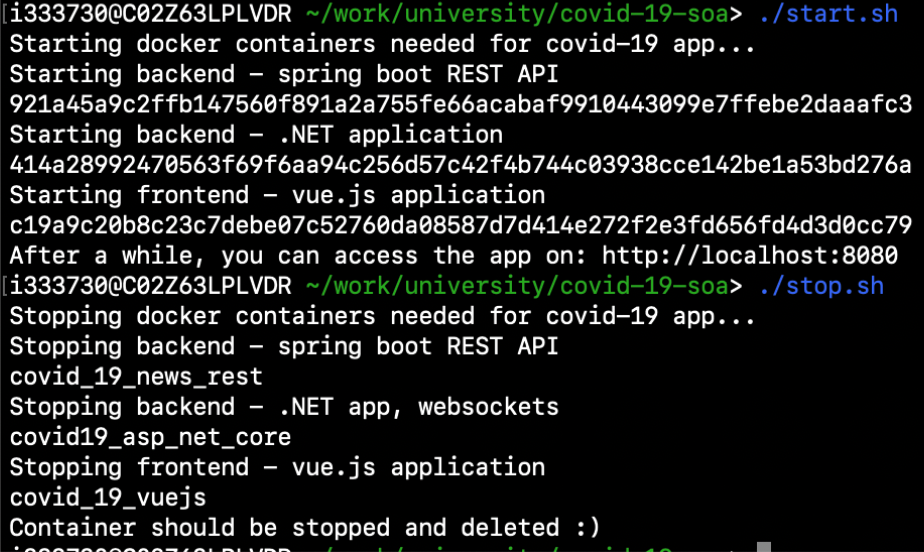 [i333730@C02Z63LPLVDR ~/work/university/covid-19-soa> ./start.sh
Starting docker containers needed for covid-19 app...
Starting backend - spring boot REST API
921a45a9c2ffb147560f891a2a755fe66acabaf9910443099e7ffebe2daaafc3
Starting backend - .NET application
414a28992470563f69f6aa94c256d57c42f4b744c03938cce142be1a53bd276a
Starting frontend - vue.js application
c19a9c20b8c23c7debe07c52760da08587d7d414e272f2e3fd656fd4d3d0cc79
After a while, you can access the app on: http://localhost:8080
[i333730@C02Z63LPLVDR ~/work/university/covid-19-soa> ./stop.sh
Stopping docker containers needed for covid-19 app...
Stopping backend - spring boot REST API
covid_19_news_rest
Stopping backend - .NET app, websockets
covid19_asp_net_core
Stopping frontend - vue.js application
covid_19_vuejs
Container should be stopped and deleted :)